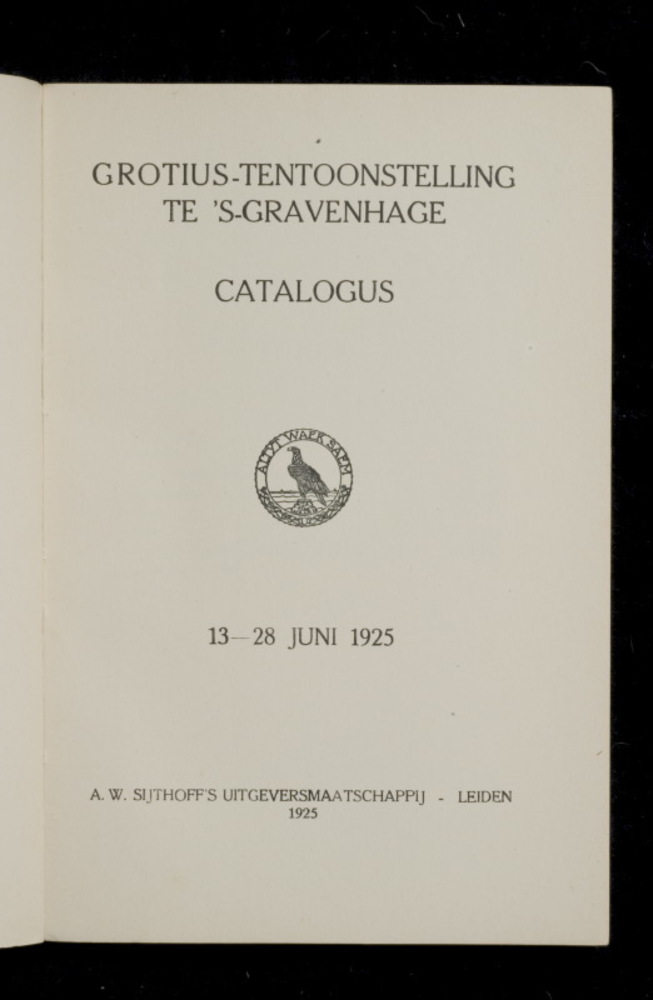 GROTIUS-TENTOONSTELLING
TE 'S-GRAVENHAGE
CATALOGUS
ALTYT WAEK SAEM
13—28 JUNI 1925
A. W. SIJTHOFF'S UITGEVERSMAATSCHAPPIJ - LEIDEN
1925